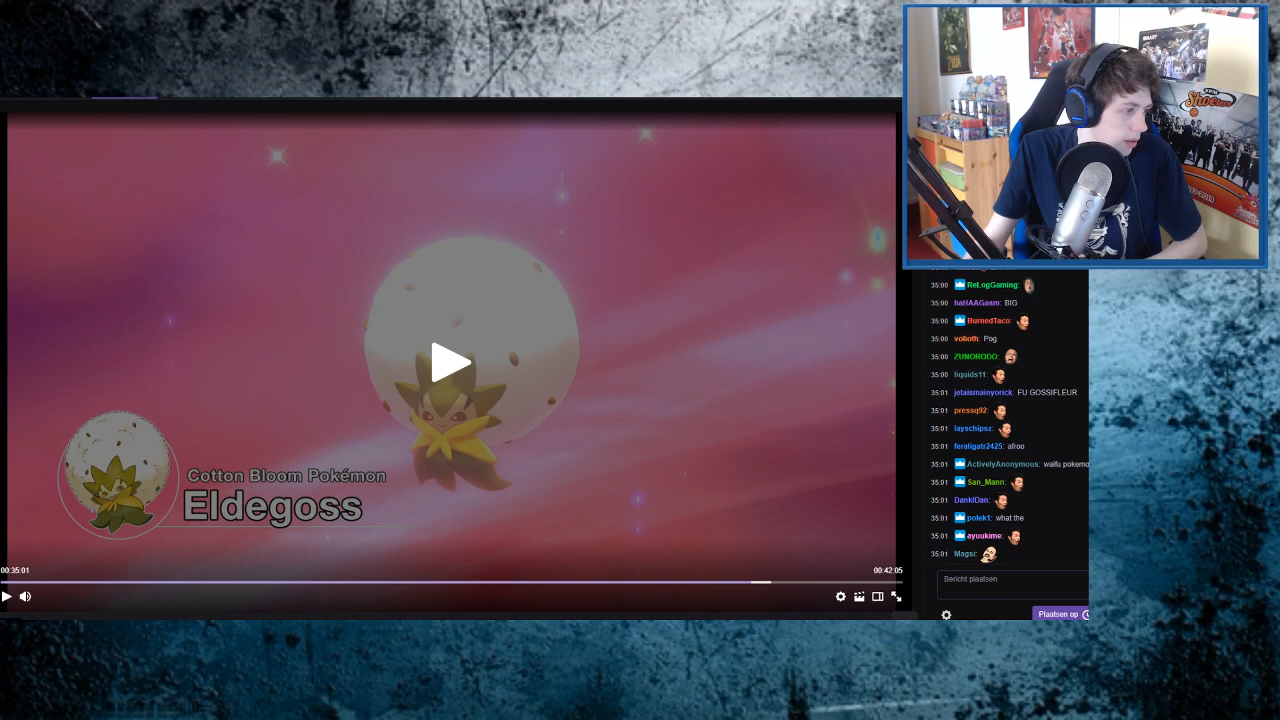 ZELDA
BPM
Shooters
Cotton Bloom Pokémon
Eldegoss
00:35:01
00:42:05
35:00 ReLogGaming:
haHAAGasm: BIG
35:00 BurnedTaco:
35:00 volioth: Pog
35:00 ZUNORODO:
35:00 liquids11:
35:01 jetaismainyorick: FU GOSSIFLEUR
35:01 pressq92:
35:01 layschipsz:
35:01 feraligatr2425: afroo
35:01 ActivelyAnonymous: waifu pokemo
35:01 San_Mann:
35:01 DankIDan:
35:01 polek1: what the
35:01 ayuukime:
35:01 Magsi:
Bericht plaatsen
Plaatsen op